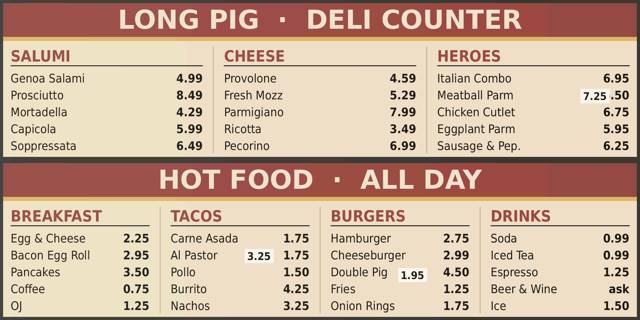 LONG PIG · DELI COUNTER
SALUMI
Genoa Salami 4.99
Prosciutto 8.49
Mortadella 4.29
Capicola 5.99
Soppressata 6.49
CHEESE
Provolone 4.59
Fresh Mozz 5.29
Parmigiano 7.99
Ricotta 3.49
Pecorino 6.99
HEROES
Italian Combo 6.95
Meatball Parm 7.25 .50
Chicken Cutlet 6.75
Eggplant Parm 5.95
Sausage & Pep. 6.25
HOT FOOD · ALL DAY
BREAKFAST
Egg & Cheese 2.25
Bacon Egg Roll 2.95
Pancakes 3.50
Coffee 0.75
OJ 1.25
TACOS
Carne Asada 1.75
Al Pastor 3.25 1.75
Pollo 1.50
Burrito 4.25
Nachos 3.25
BURGERS
Hamburger 2.75
Cheeseburger 2.99
Double Pig 1.95 4.50
Fries 1.25
Onion Rings 1.75
DRINKS
Soda 0.99
Iced Tea 0.99
Espresso 1.25
Beer & Wine ask
Ice 1.50